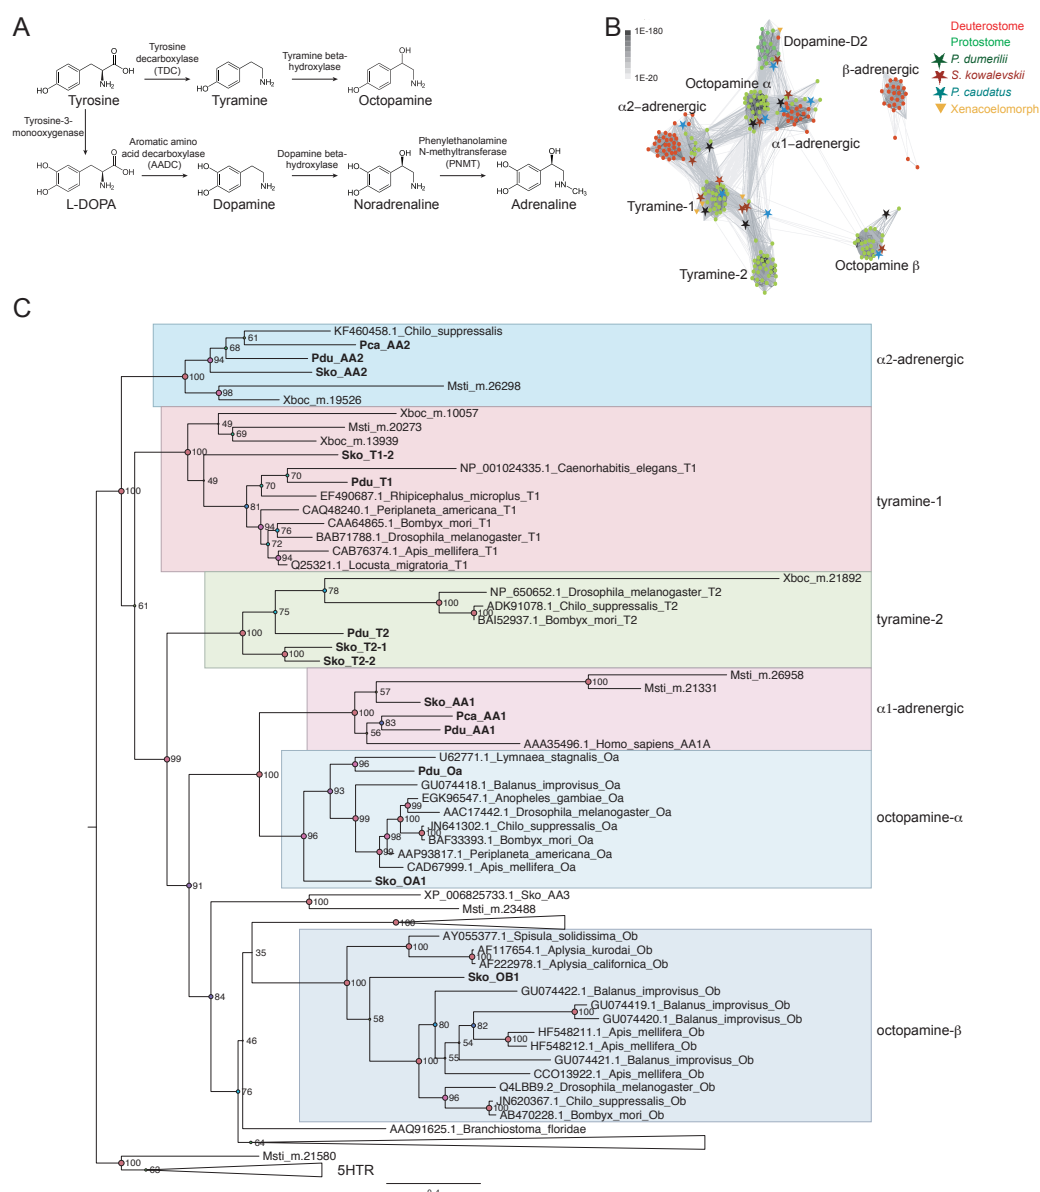 A
Tyrosine
decarboxylase
(TDC)
Tyramine beta-
hydroxylase
Tyrosine
Tyramine
Octopamine
Tyrosine-3-
monooxygenase
Aromatic amino
acid decarboxylase
(AADC)
Dopamine beta-
hydroxylase
Phenylethanolamine
N-methyltransferase
(PNMT)
L-DOPA
Dopamine
Noradrenaline
Adrenaline
B
1E-180
1E-20
Dopamine-D2
Octopamine α
α2–adrenergic
α1–adrenergic
β-adrenergic
Tyramine-1
Tyramine-2
Octopamine β
Deuterostome
Protostome
P. dumerilii
S. kowalevskii
P. caudatus
Xenacoelomorph
C
KF460458.1_Chilo_suppressalis
Pca_AA2
Pdu_AA2
Sko_AA2
Msti_m.26298
Xboc_m.19526
α2-adrenergic
Xboc_m.10057
Msti_m.20273
Xboc_m.13939
Sko_T1-2
NP_001024335.1_Caenorhabitis_elegans_T1
Pdu_T1
EF490687.1_Rhipicephalus_microplus_T1
CAQ48240.1_Periplaneta_americana_T1
CAA64865.1_Bombyx_mori_T1
BAB71788.1_Drosophila_melanogaster_T1
CAB76374.1_Apis_mellifera_T1
Q25321.1_Locusta_migratoria_T1
tyramine-1
Xboc_m.21892
NP_650652.1_Drosophila_melanogaster_T2
ADK91078.1_Chilo_suppressalis_T2
BAI52937.1_Bombyx_mori_T2
Pdu_T2
Sko_T2-1
Sko_T2-2
tyramine-2
Msti_m.26958
Msti_m.21331
Sko_AA1
Pca_AA1
Pdu_AA1
AAA35496.1_Homo_sapiens_AA1A
α1-adrenergic
U62771.1_Lymnaea_stagnalis_Oa
Pdu_Oa
GU074418.1_Balanus_improvisus_Oa
EGK96547.1_Anopheles_gambiae_Oa
AAC17442.1_Drosophila_melanogaster_Oa
JN641302.1_Chilo_suppressalis_Oa
BAF33393.1_Bombyx_mori_Oa
AAP93817.1_Periplaneta_americana_Oa
CAD67999.1_Apis_mellifera_Oa
Sko_OA1
octopamine-α
XP_006825733.1_Sko_AA3
Msti_m.23488
AY055377.1_Spisula_solidissima_Ob
AF117654.1_Aplysia_kurodai_Ob
AF222978.1_Aplysia_californica_Ob
Sko_OB1
GU074422.1_Balanus_improvisus_Ob
GU074419.1_Balanus_improvisus_Ob
GU074420.1_Balanus_improvisus_Ob
HF548211.1_Apis_mellifera_Ob
HF548212.1_Apis_mellifera_Ob
GU074421.1_Balanus_improvisus_Ob
CCO13922.1_Apis_mellifera_Ob
Q4LBB9.2_Drosophila_melanogaster_Ob
JN620367.1_Chilo_suppressalis_Ob
AB470228.1_Bombyx_mori_Ob
octopamine-β
AAQ91625.1_Branchiostoma_floridae
Msti_m.21580
5HTR